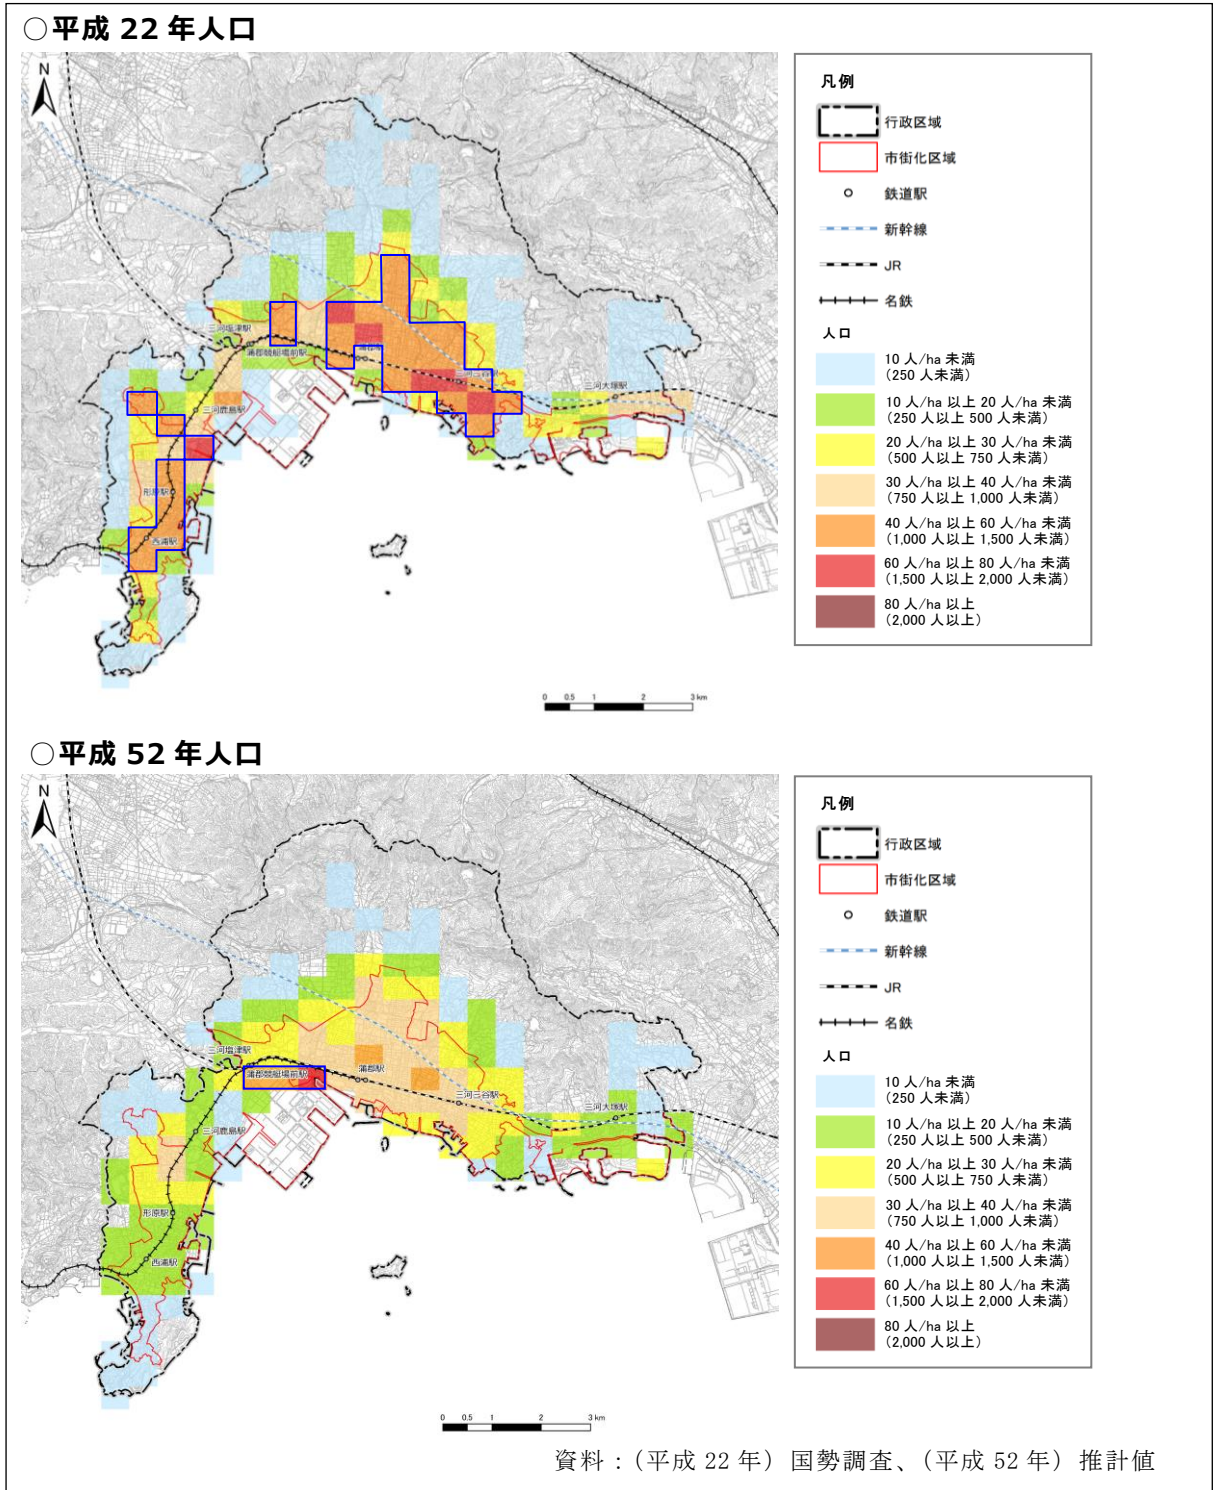 ○平成 22 年人口
N
三河塩津駅
蒲郡競艇場前駅
蒲郡駅
三河三谷駅
三河大塚駅
三河鹿島駅
形原駅
西浦駅
0 0.5 1 2 3 km
凡例
行政区域
市街化区域
鉄道駅
新幹線
JR
名鉄
人口
10 人/ha 未満
(250 人未満)
10 人/ha 以上 20 人/ha 未満
(250 人以上 500 人未満)
20 人/ha 以上 30 人/ha 未満
(500 人以上 750 人未満)
30 人/ha 以上 40 人/ha 未満
(750 人以上 1,000 人未満)
40 人/ha 以上 60 人/ha 未満
(1,000 人以上 1,500 人未満)
60 人/ha 以上 80 人/ha 未満
(1,500 人以上 2,000 人未満)
80 人/ha 以上
(2,000 人以上)
○平成 52 年人口
N
三河塩津駅
蒲郡競艇場前駅
蒲郡駅
三河三谷駅
三河大塚駅
三河鹿島駅
形原駅
西浦駅
0 0.5 1 2 3 km
凡例
行政区域
市街化区域
鉄道駅
新幹線
JR
名鉄
人口
10 人/ha 未満
(250 人未満)
10 人/ha 以上 20 人/ha 未満
(250 人以上 500 人未満)
20 人/ha 以上 30 人/ha 未満
(500 人以上 750 人未満)
30 人/ha 以上 40 人/ha 未満
(750 人以上 1,000 人未満)
40 人/ha 以上 60 人/ha 未満
(1,000 人以上 1,500 人未満)
60 人/ha 以上 80 人/ha 未満
(1,500 人以上 2,000 人未満)
80 人/ha 以上
(2,000 人以上)
資料：(平成 22 年) 国勢調査、(平成 52 年) 推計値